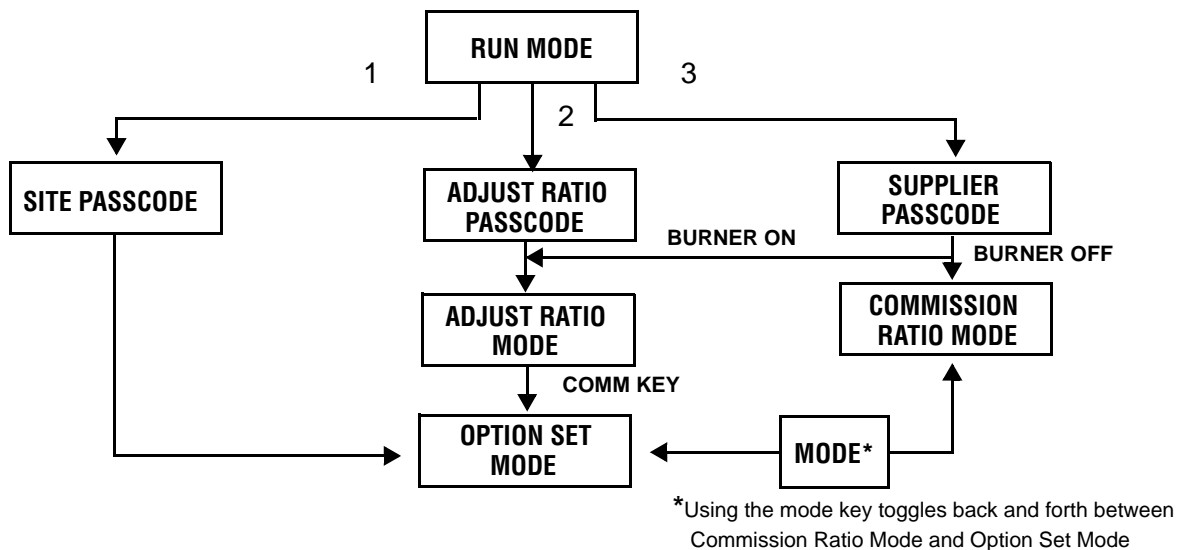 RUN MODE
1
3
2
SITE PASSCODE
ADJUST RATIO
PASSCODE
SUPPLIER
PASSCODE
BURNER ON
BURNER OFF
ADJUST RATIO
MODE
COMMISSION
RATIO MODE
COMM KEY
OPTION SET
MODE
MODE*
*Using the mode key toggles back and forth between
Commission Ratio Mode and Option Set Mode